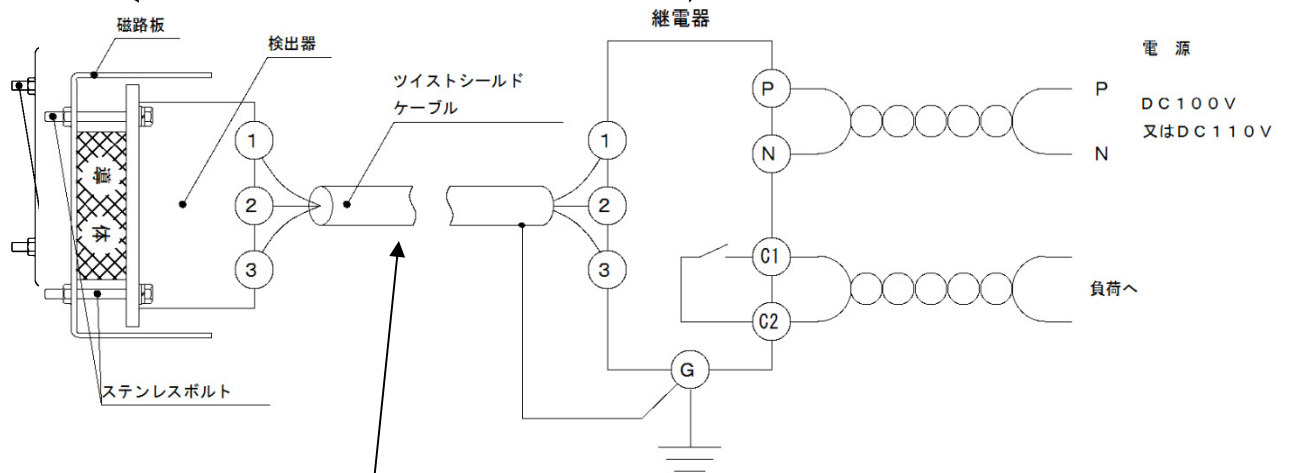 継電器
磁路板
検出器
ツイストシールド
ケーブル
電 源
P
P
DC100V
又はDC110V
N
N
導
体
1
2
3
1
2
3
C1
C2
負荷へ
G
ステンレスボルト